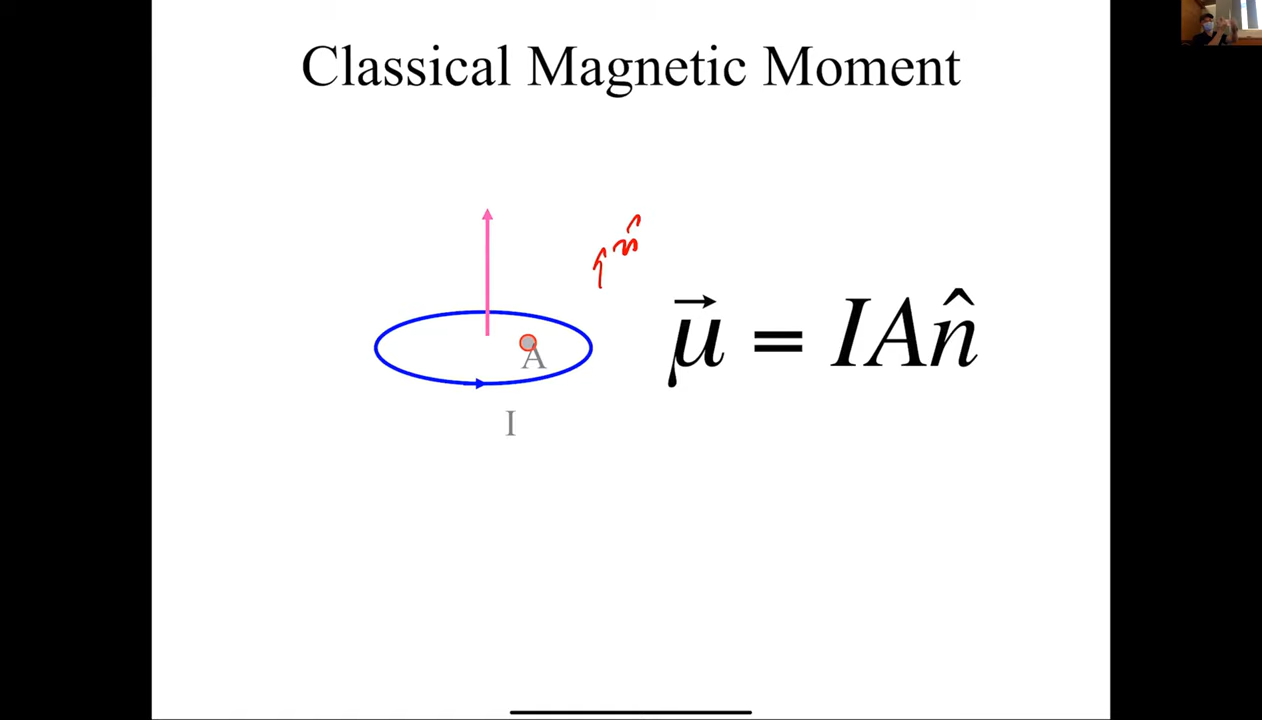 Classical Magnetic Moment
n̂
A
I
μ⃗ = IAn̂